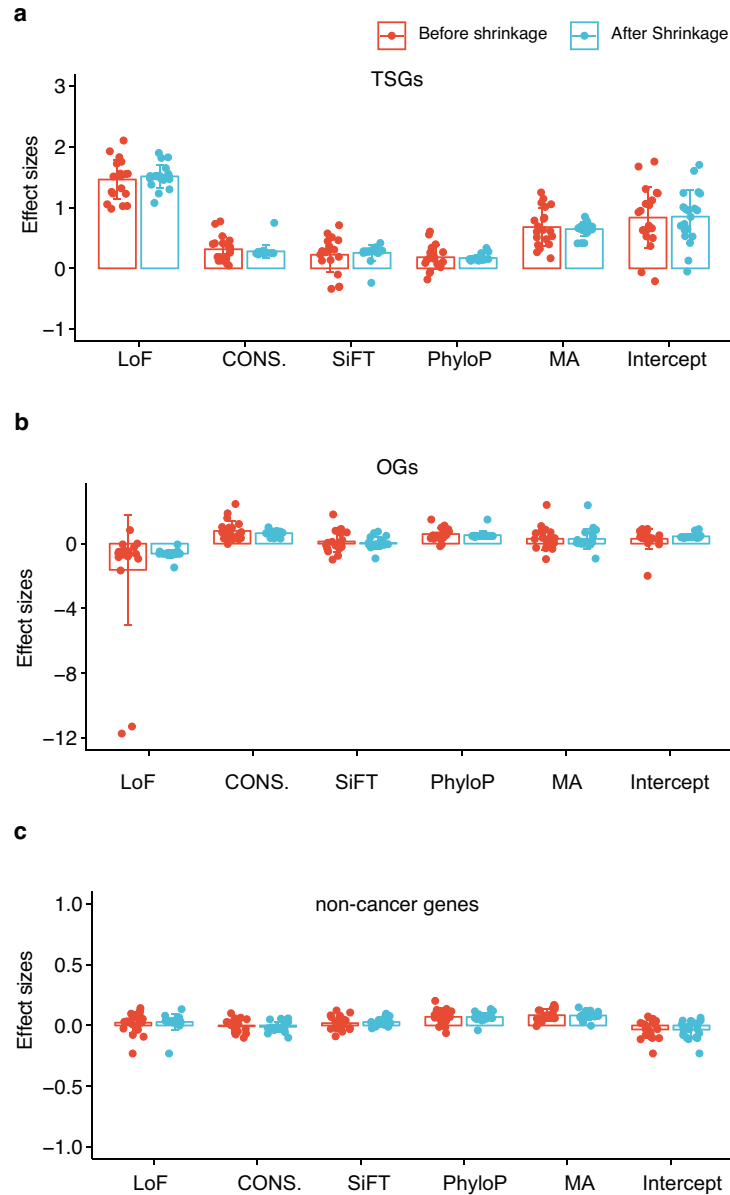 a
Before shrinkage After Shrinkage
TSGs
Effect sizes
3
2
1
0
−1
LoF CONS. SiFT PhyloP MA Intercept
b
OGs
Effect sizes
0
−4
−8
−12
LoF CONS. SiFT PhyloP MA Intercept
c
non-cancer genes
Effect sizes
1.0
0.5
0.0
−0.5
−1.0
LoF CONS. SiFT PhyloP MA Intercept